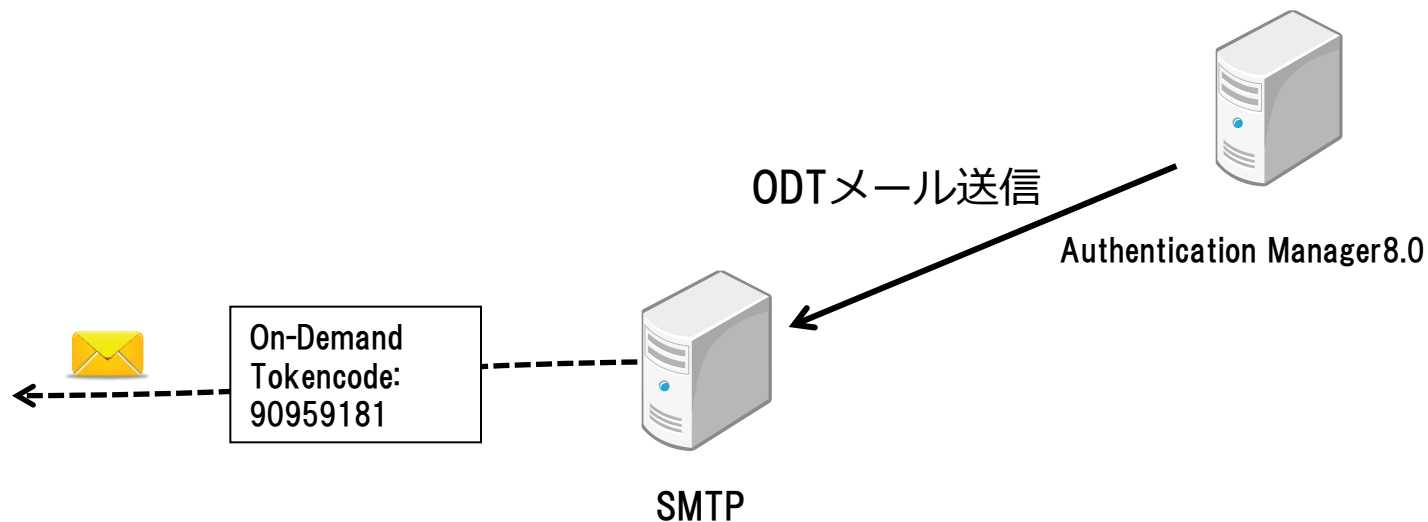 ODTメール送信
Authentication Manager8.0
On-Demand
Tokencode:
90959181
SMTP